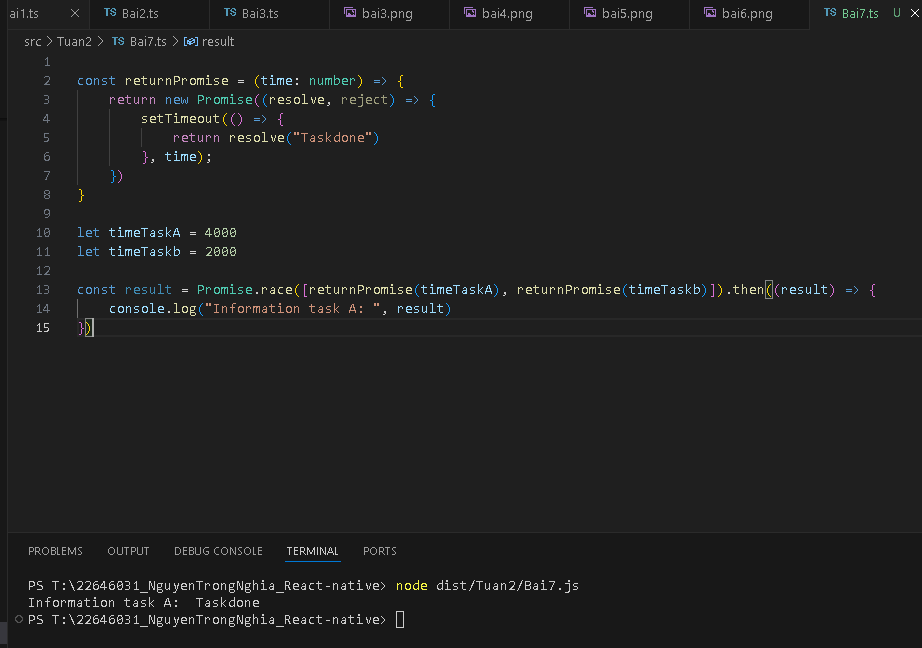 ai1.ts TS Bai2.ts TS Bai3.ts bai3.png bai4.png bai5.png bai6.png TS Bai7.ts U
src > Tuan2 > TS Bai7.ts > result
1
2 const returnPromise = (time: number) => {
3 return new Promise((resolve, reject) => {
4 setTimeout(() => {
5 return resolve("Taskdone")
6 }, time);
7 })
8 }
9
10 let timeTaskA = 4000
11 let timeTaskb = 2000
12
13 const result = Promise.race([returnPromise(timeTaskA), returnPromise(timeTaskb)]).then((result) => {
14 console.log("Information task A: ", result)
15 })
PROBLEMS OUTPUT DEBUG CONSOLE TERMINAL PORTS
PS T:\22646031_NguyenTrongNghia_React-native> node dist/Tuan2/Bai7.js
Information task A:  Taskdone
PS T:\22646031_NguyenTrongNghia_React-native>